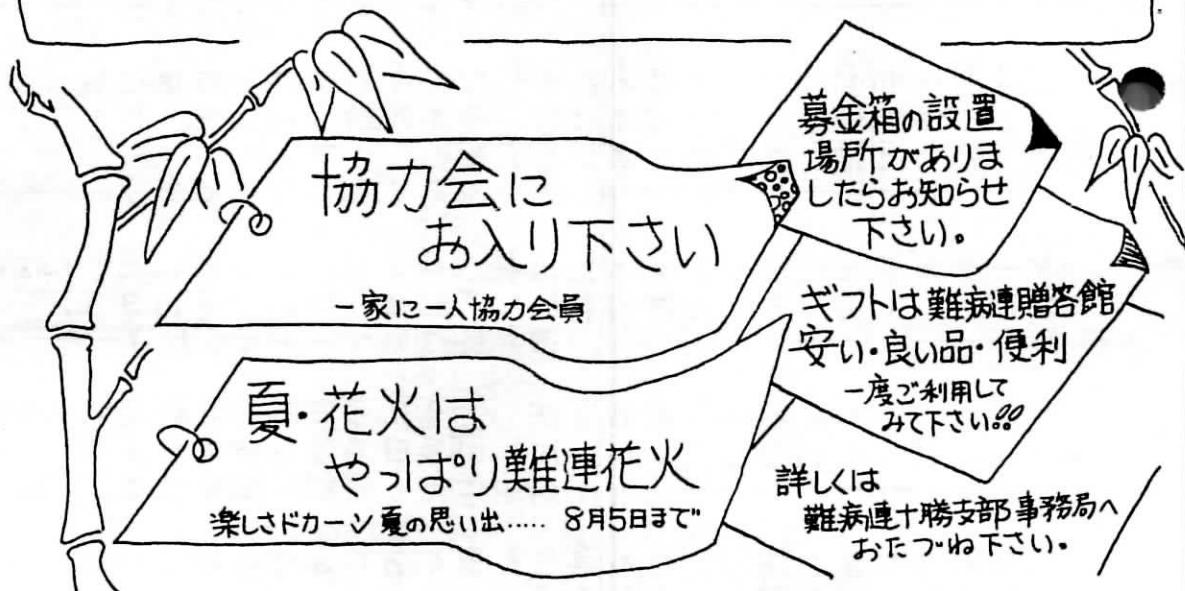 協力会に
お入り下さい
一家に一人協力会員
夏・花火は
やっぱり難連花火
楽しさドカーン夏の思い出‥‥‥ 8月5日まで
募金箱の設置
場所がありま
したらお知らせ
下さい。
ギフトは難病連贈答館
安い・良い品・便利
一度ご利用して
みて下さい!!
詳しくは
難病連十勝支部事務局へ
おたづね下さい。